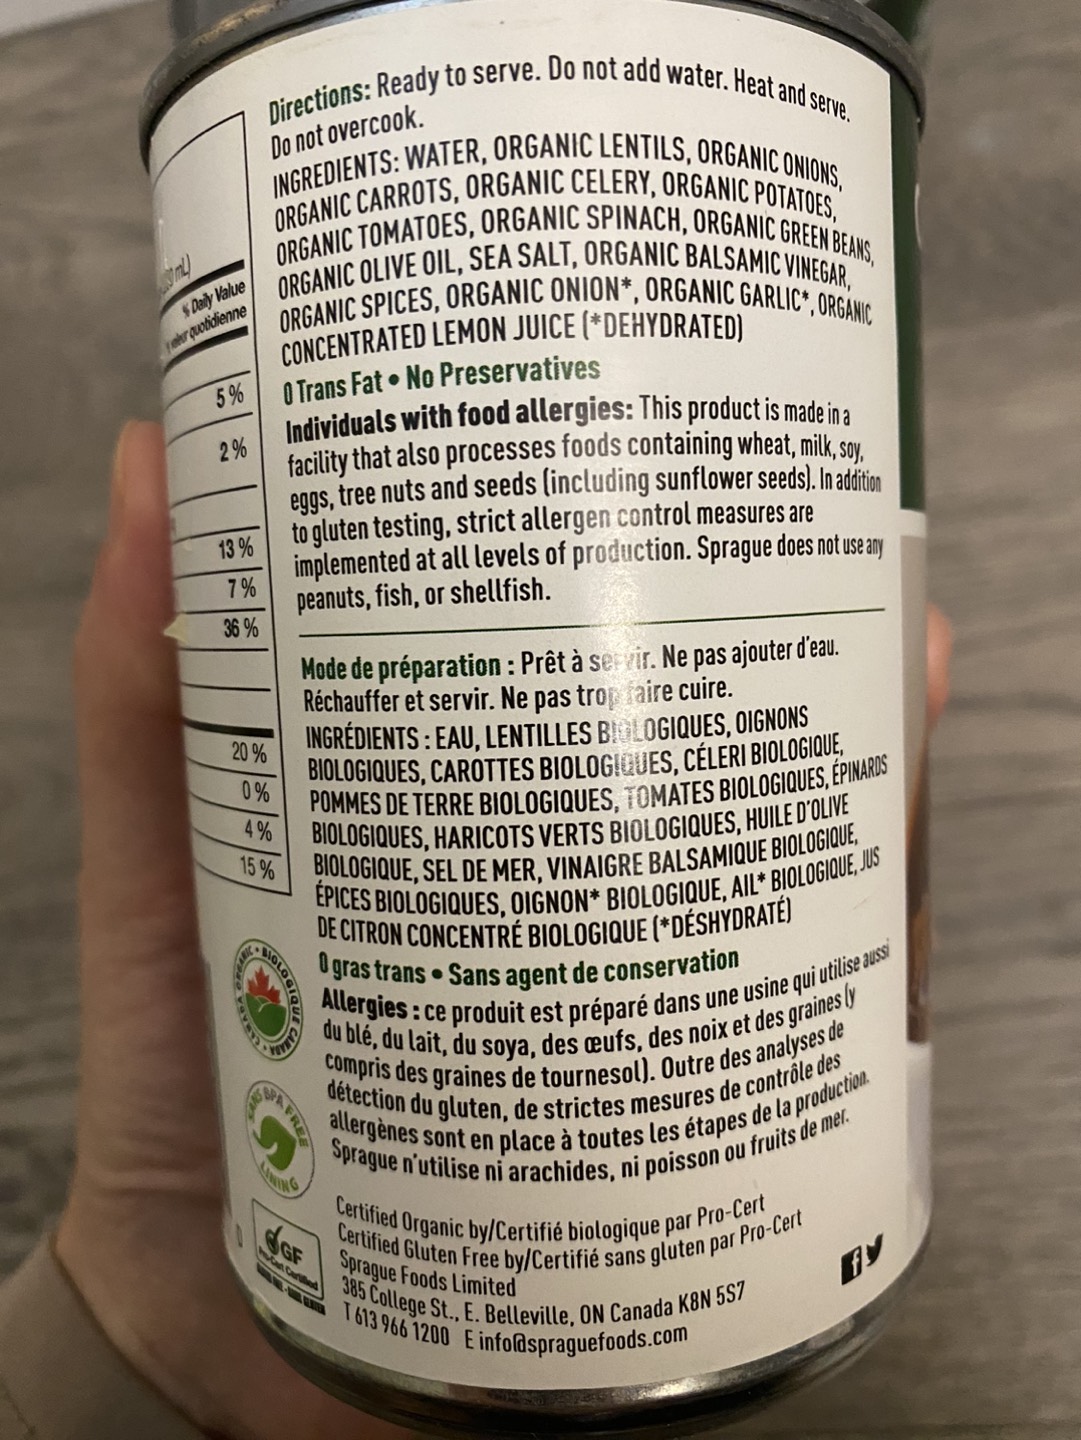 Directions: Ready to serve. Do not add water. Heat and serve.
Do not overcook.
INGREDIENTS: WATER, ORGANIC LENTILS, ORGANIC ONIONS,
ORGANIC CARROTS, ORGANIC CELERY, ORGANIC POTATOES,
ORGANIC TOMATOES, ORGANIC SPINACH, ORGANIC GREEN BEANS,
ORGANIC OLIVE OIL, SEA SALT, ORGANIC BALSAMIC VINEGAR,
ORGANIC SPICES, ORGANIC ONION*, ORGANIC GARLIC*, ORGANIC
CONCENTRATED LEMON JUICE (*DEHYDRATED)
0 Trans Fat • No Preservatives
Individuals with food allergies: This product is made in a
facility that also processes foods containing wheat, milk, soy,
eggs, tree nuts and seeds (including sunflower seeds). In addition
to gluten testing, strict allergen control measures are
implemented at all levels of production. Sprague does not use any
peanuts, fish, or shellfish.
Mode de préparation : Prêt à servir. Ne pas ajouter d'eau.
Réchauffer et servir. Ne pas trop faire cuire.
INGRÉDIENTS : EAU, LENTILLES BIOLOGIQUES, OIGNONS
BIOLOGIQUES, CAROTTES BIOLOGIQUES, CÉLERI BIOLOGIQUE,
POMMES DE TERRE BIOLOGIQUES, TOMATES BIOLOGIQUES, ÉPINARDS
BIOLOGIQUES, HARICOTS VERTS BIOLOGIQUES, HUILE D'OLIVE
BIOLOGIQUE, SEL DE MER, VINAIGRE BALSAMIQUE BIOLOGIQUE,
ÉPICES BIOLOGIQUES, OIGNON* BIOLOGIQUE, AIL* BIOLOGIQUE, JUS
DE CITRON CONCENTRÉ BIOLOGIQUE (*DÉSHYDRATÉ)
0 gras trans • Sans agent de conservation
Allergies : ce produit est préparé dans une usine qui utilise aussi
du blé, du lait, du soya, des œufs, des noix et des graines (y
compris des graines de tournesol). Outre des analyses de
détection du gluten, de strictes mesures de contrôle des
allergènes sont en place à toutes les étapes de la production.
Sprague n'utilise ni arachides, ni poisson ou fruits de mer.
Certified Organic by/Certifié biologique par Pro-Cert
Certified Gluten Free by/Certifié sans gluten par Pro-Cert
Sprague Foods Limited
385 College St., E. Belleville, ON Canada K8N 5S7
T 613 966 1200 E info@spraguefoods.com
mL)
% Daily Value
quotidienne
5 %
2 %
13 %
7 %
36 %
20 %
0 %
4 %
15 %
CANADA ORGANIC • BIOLOGIQUE CANADA
SANS BPA FREE
LINING
GF
Pro-Cert Certified